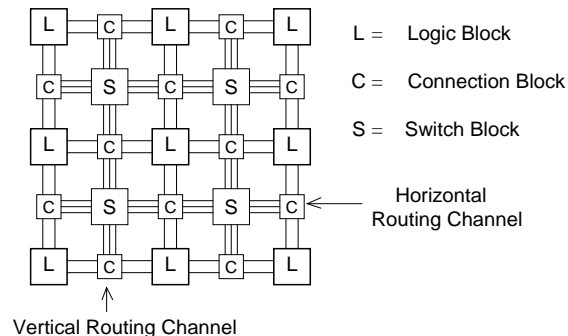 L C L C L
L = Logic Block
C S C S C
C = Connection Block
L C L C L
S = Switch Block
C S C S C
Horizontal
Routing Channel
L C L C L
Vertical Routing Channel